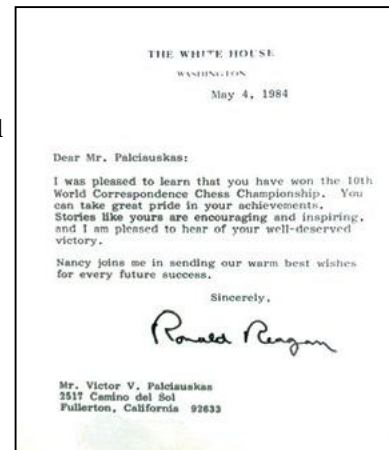 THE WHITE HOUSE
WASHINGTON
May 4, 1984
Dear Mr. Palciauskas:
I was pleased to learn that you have won the 10th
World Correspondence Chess Championship. You
can take great pride in your achievements.
Stories like yours are encouraging and inspiring,
and I am pleased to hear of your well-deserved
victory.
Nancy joins me in sending our warm best wishes
for every future success.
Sincerely,
Ronald Reagan
Mr. Victor V. Palciauskas
2517 Camino del Sol
Fullerton, California 92633